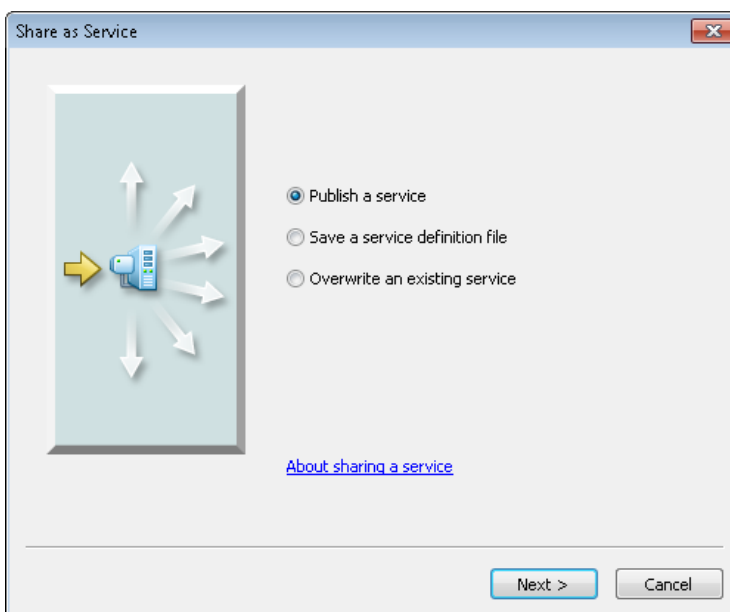 Share as Service
Publish a service
Save a service definition file
Overwrite an existing service
About sharing a service
Next >
Cancel